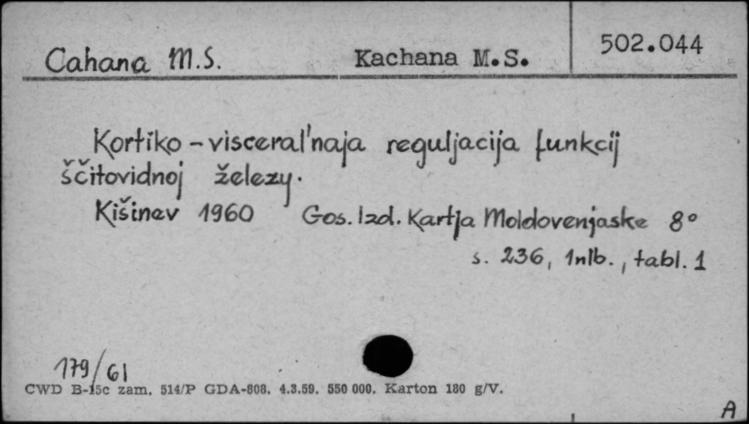 Cahana M.S. Kachana M.S. 502.044
Kortiko-visceral'naja reguljacija funkcij
ščitovidnoj železy.
Kišinev 1960 Gos. Izd. Kartja Moldovenjaske 8°
s. 236, 1nlb., tabl. 1
179/61
CWD B-15c zam. 514/P GDA-808. 4.3.59. 550 000. Karton 180 g/V.
A